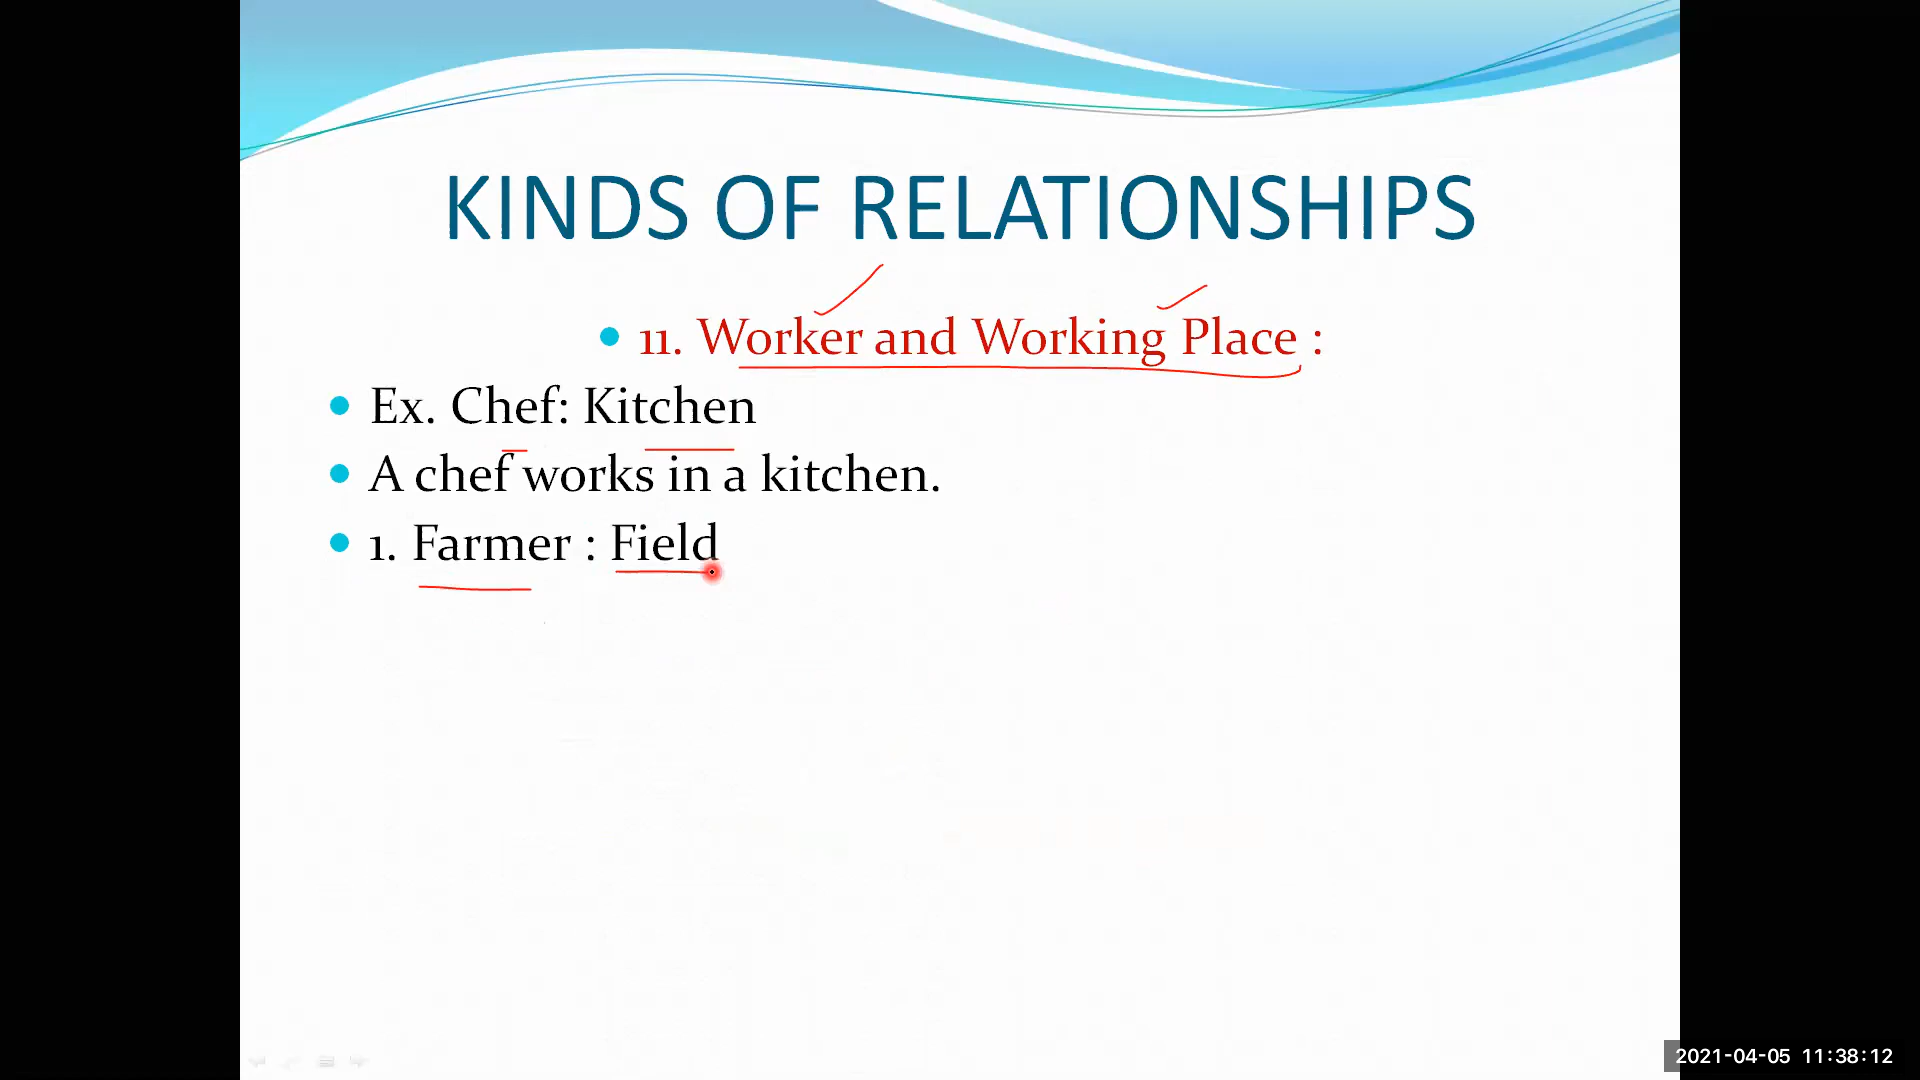 KINDS OF RELATIONSHIPS
11. Worker and Working Place :
Ex. Chef: Kitchen
A chef works in a kitchen.
1. Farmer : Field
2021-04-05 11:38:12